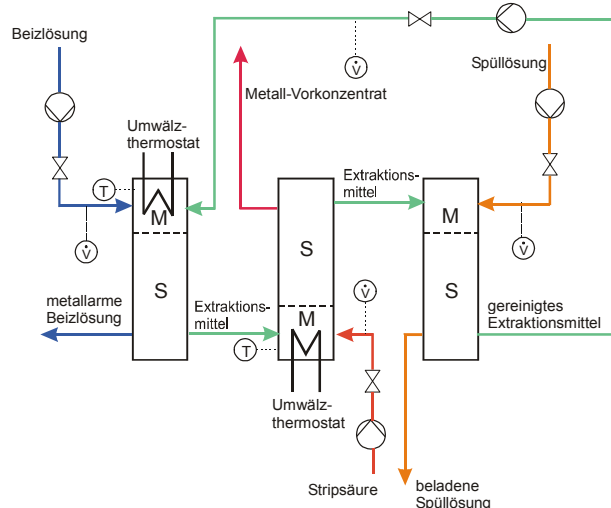 Beizlösung
V̇
Metall-Vorkonzentrat
Spüllösung
Umwälz-
thermostat
T
M
S
V̇
Extraktions-
mittel
S
M
S
V̇
metallarme
Beizlösung
Extraktions-
mittel
M
T
V̇
gereinigtes
Extraktionsmittel
Umwälz-
thermostat
Stripsäure
beladene
Spüllösung